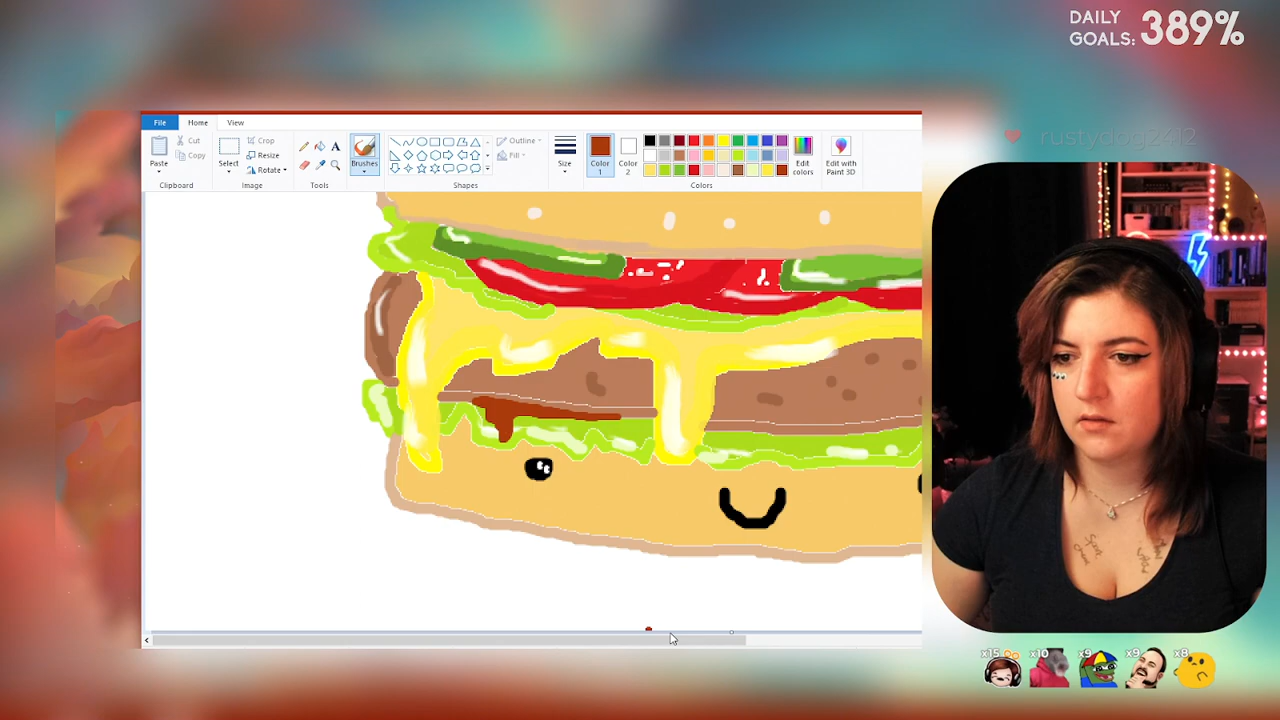 DAILY
GOALS: 389%
rustydog2412
File Home View
Paste
Cut
Copy
Clipboard
Select
Crop
Resize
Rotate
Image
Tools
Brushes
Shapes
Outline
Fill
Size
Color
1
Color
2
Colors
Edit
colors
Edit with
Paint 3D
x15 x10 x9 x9 x8